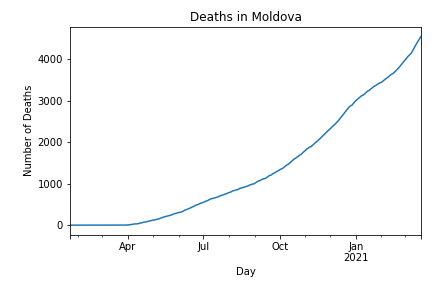 Deaths in Moldova
Number of Deaths
4000
3000
2000
1000
0
Apr
Jul
Oct
Jan
2021
Day